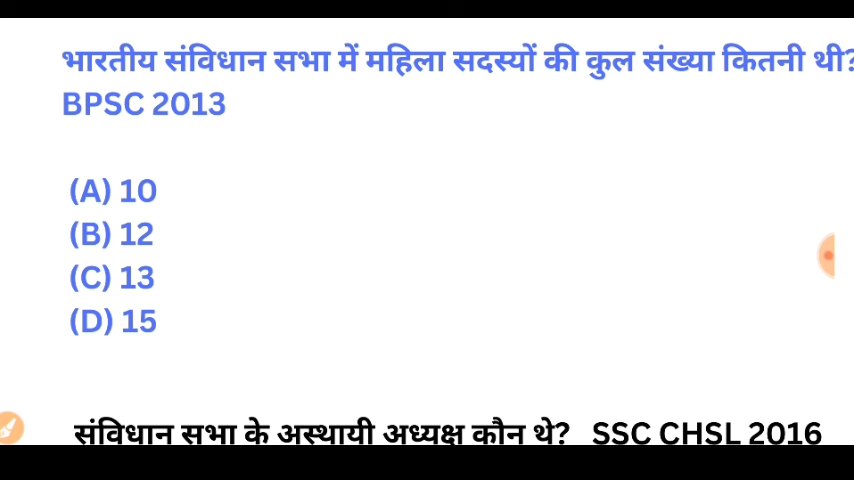 भारतीय संविधान सभा में महिला सदस्यों की कुल संख्या कितनी थी?
BPSC 2013
(A) 10
(B) 12
(C) 13
(D) 15
संविधान सभा के अस्थायी अध्यक्ष कौन थे? SSC CHSL 2016